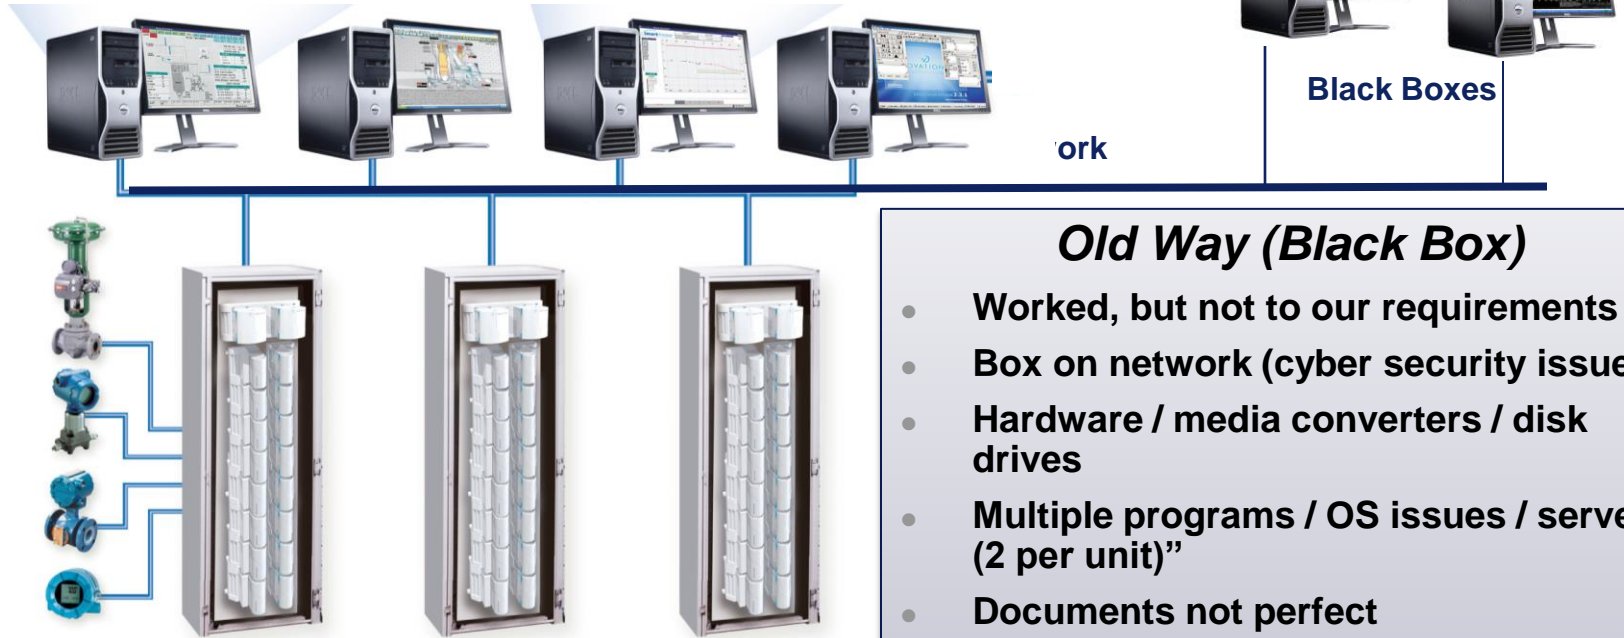 Black Boxes
ork
Old Way (Black Box)
Worked, but not to our requirements
Box on network (cyber security issue
Hardware / media converters / disk
drives
Multiple programs / OS issues / serve
(2 per unit)”
Documents not perfect